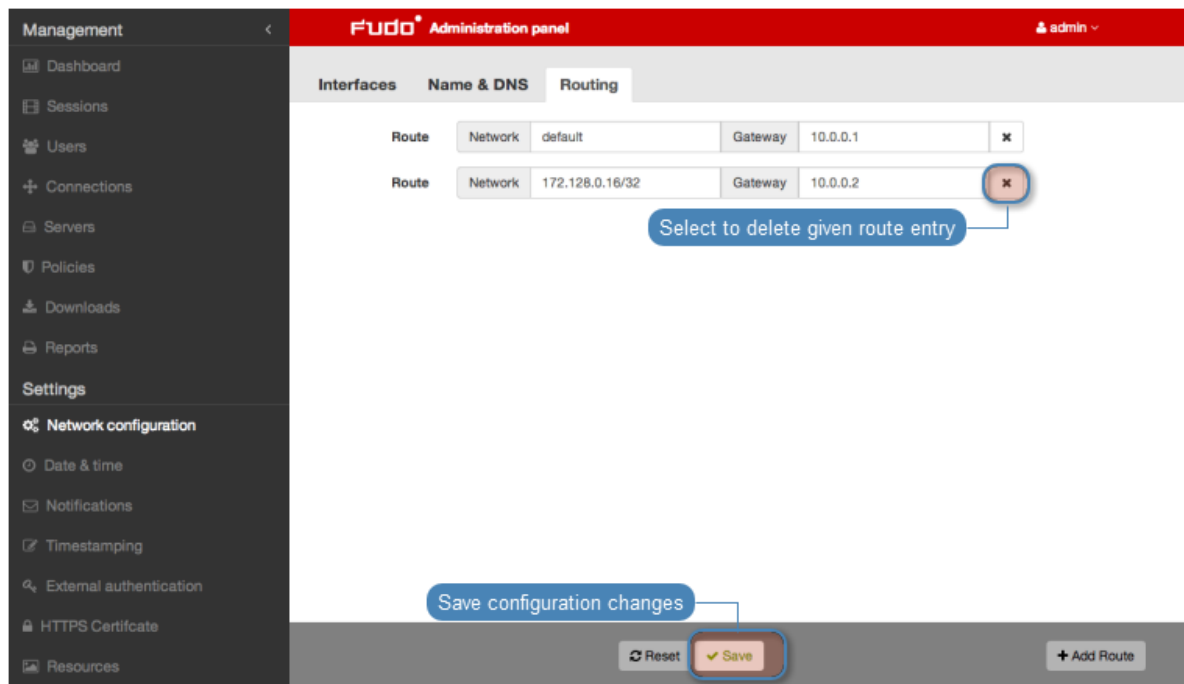 Management
FUDO Administration panel
admin
Dashboard
Sessions
Users
Connections
Servers
Policies
Downloads
Reports
Settings
Network configuration
Date & time
Notifications
Timestamping
External authentication
HTTPS Certifcate
Resources
Interfaces Name & DNS Routing
Route Network default Gateway 10.0.0.1
Route Network 172.128.0.16/32 Gateway 10.0.0.2
Select to delete given route entry
Save configuration changes
Reset Save + Add Route